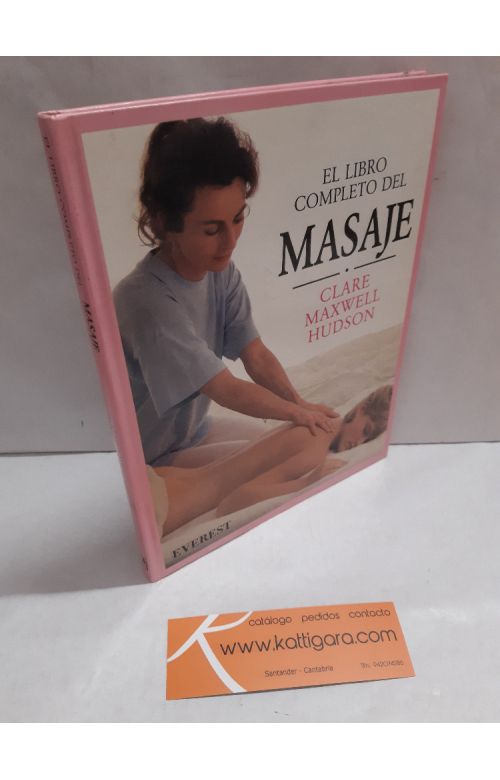 EL LIBRO COMPLETO DEL MASAJE
EL LIBRO
COMPLETO DEL
MASAJE
CLARE
MAXWELL
HUDSON
EVEREST
catálogo pedidos contacto
www.kattigara.com
Santander - Cantabria